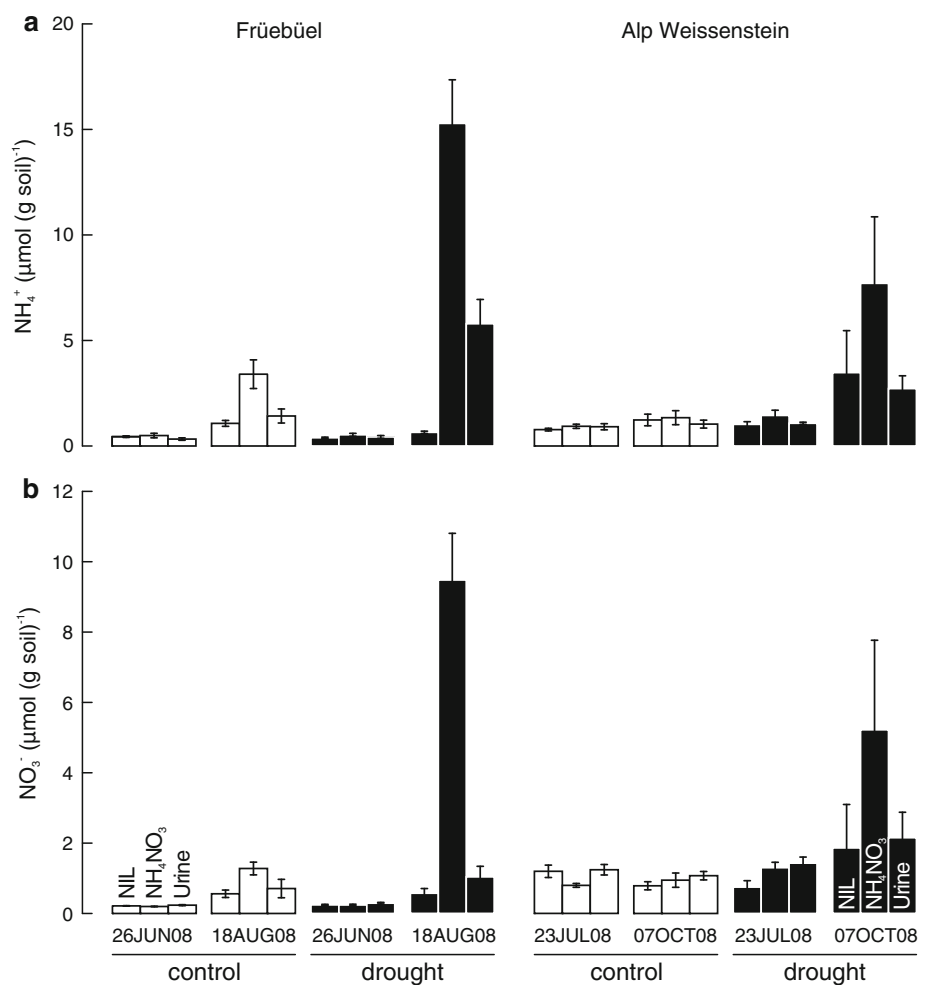 a
Früebüel
Alp Weissenstein
20
15
10
5
0
NH₄⁺ (µmol (g soil)⁻¹)
b
12
10
8
6
4
2
0
NO₃⁻ (µmol (g soil)⁻¹)
NIL
NH₄NO₃
Urine
NIL
NH₄NO₃
Urine
26JUN08 18AUG08 26JUN08 18AUG08 23JUL08 07OCT08 23JUL08 07OCT08
control drought control drought